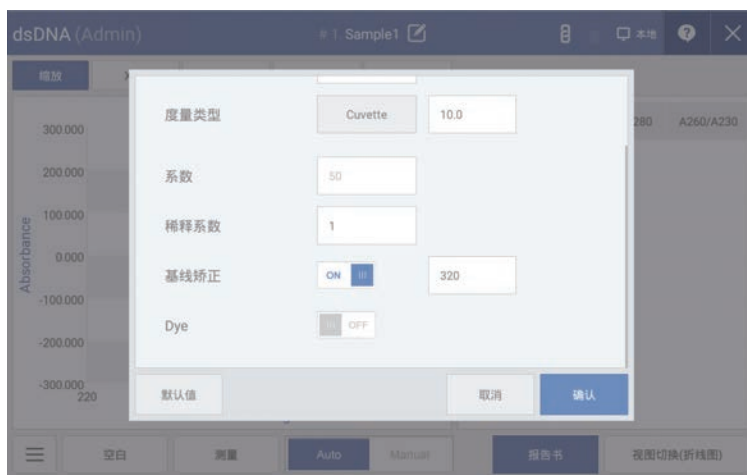 dsDNA (Admin)
# 1. Sample1
本地
缩放
度量类型
Cuvette
10.0
280
A260/A230
系数
50
稀释系数
1
基线矫正
ON
320
Dye
OFF
Absorbance
300.000
200.000
100.000
0.000
-100.000
-200.000
-300.000
220
默认值
取消
确认
空白
测量
Auto
Manual
报告书
视图切换(折线图)